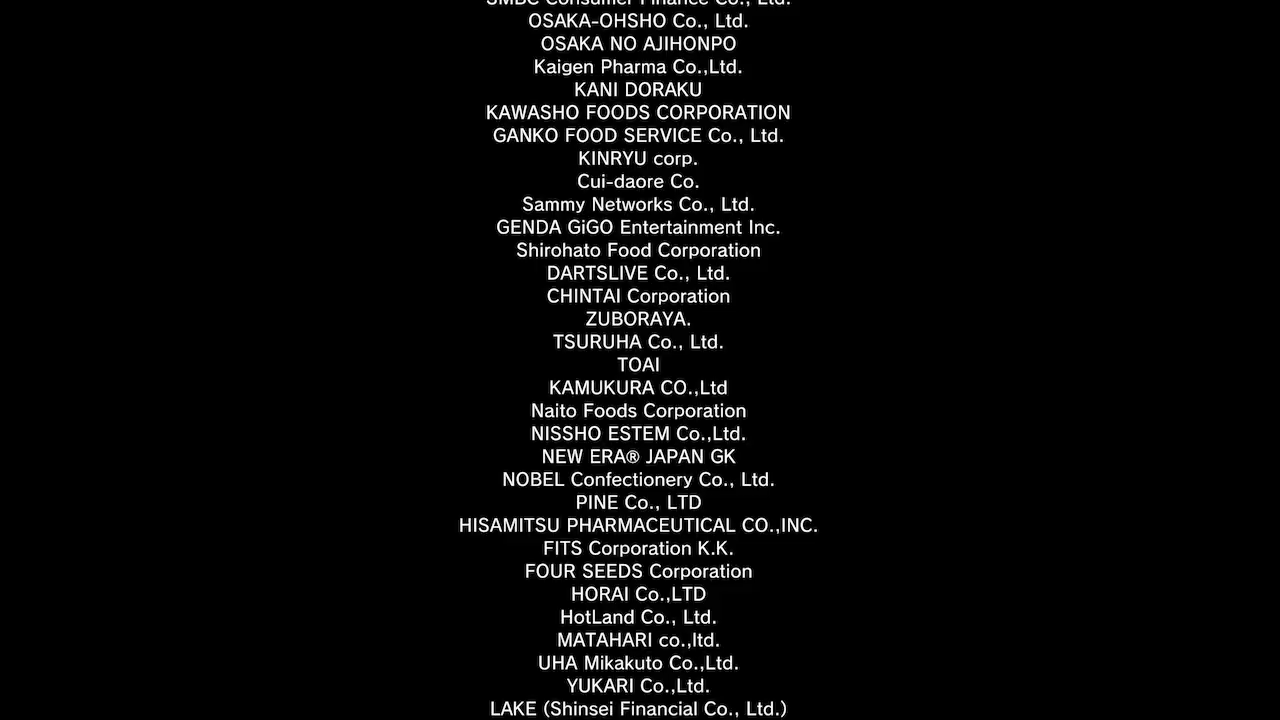 SMBC Consumer Finance Co., Ltd.
OSAKA-OHSHO Co., Ltd.
OSAKA NO AJIHONPO
Kaigen Pharma Co.,Ltd.
KANI DORAKU
KAWASHO FOODS CORPORATION
GANKO FOOD SERVICE Co., Ltd.
KINRYU corp.
Cui-daore Co.
Sammy Networks Co., Ltd.
GENDA GiGO Entertainment Inc.
Shirohato Food Corporation
DARTSLIVE Co., Ltd.
CHINTAI Corporation
ZUBORAYA.
TSURUHA Co., Ltd.
TOAI
KAMUKURA CO.,Ltd
Naito Foods Corporation
NISSHO ESTEM Co.,Ltd.
NEW ERA® JAPAN GK
NOBEL Confectionery Co., Ltd.
PINE Co., LTD
HISAMITSU PHARMACEUTICAL CO.,INC.
FITS Corporation K.K.
FOUR SEEDS Corporation
HORAI Co.,LTD
HotLand Co., Ltd.
MATAHARI co.,ltd.
UHA Mikakuto Co.,Ltd.
YUKARI Co.,Ltd.
LAKE (Shinsei Financial Co., Ltd.)